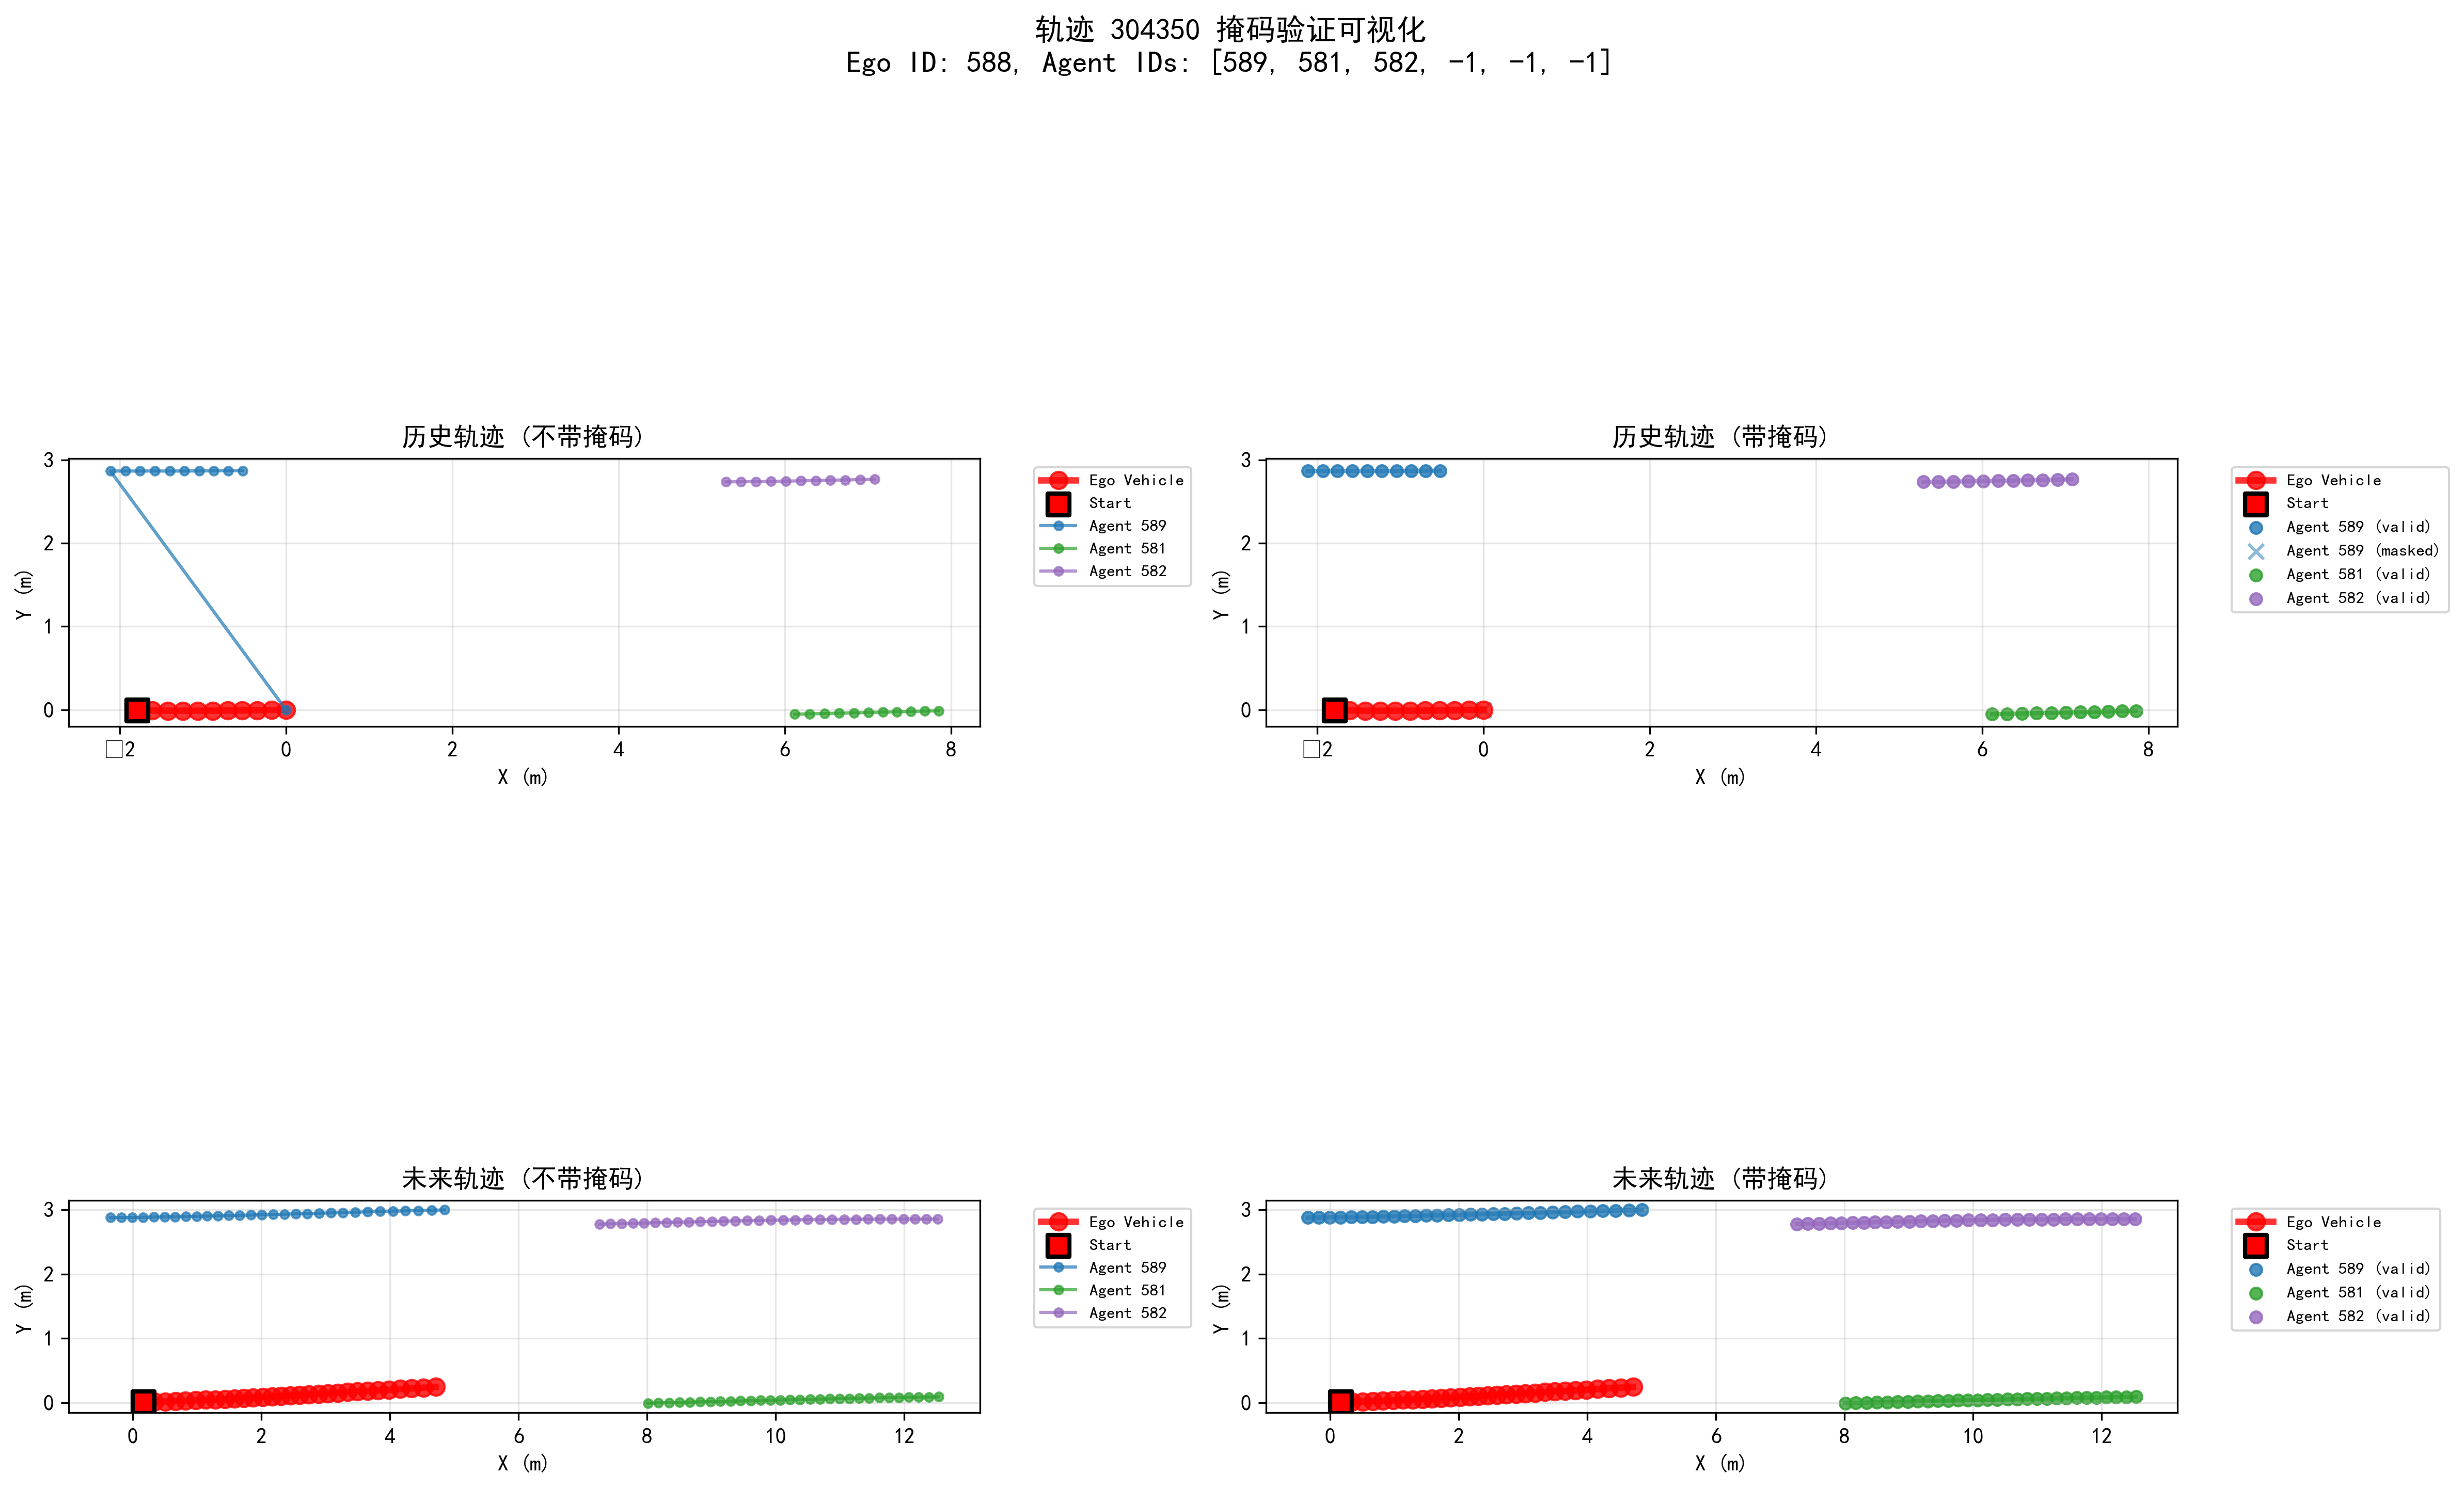 轨迹 304350 掩码验证可视化
Ego ID: 588, Agent IDs: [589, 581, 582, -1, -1, -1]
历史轨迹 (不带掩码)
3
2
1
0
Y (m)
□2 0 2 4 6 8
X (m)
Ego Vehicle
Start
Agent 589
Agent 581
Agent 582
历史轨迹 (带掩码)
3
2
1
0
Y (m)
□2 0 2 4 6 8
X (m)
Ego Vehicle
Start
Agent 589 (valid)
Agent 589 (masked)
Agent 581 (valid)
Agent 582 (valid)
未来轨迹 (不带掩码)
3
2
1
0
Y (m)
0 2 4 6 8 10 12
X (m)
Ego Vehicle
Start
Agent 589
Agent 581
Agent 582
未来轨迹 (带掩码)
3
2
1
0
Y (m)
0 2 4 6 8 10 12
X (m)
Ego Vehicle
Start
Agent 589 (valid)
Agent 581 (valid)
Agent 582 (valid)